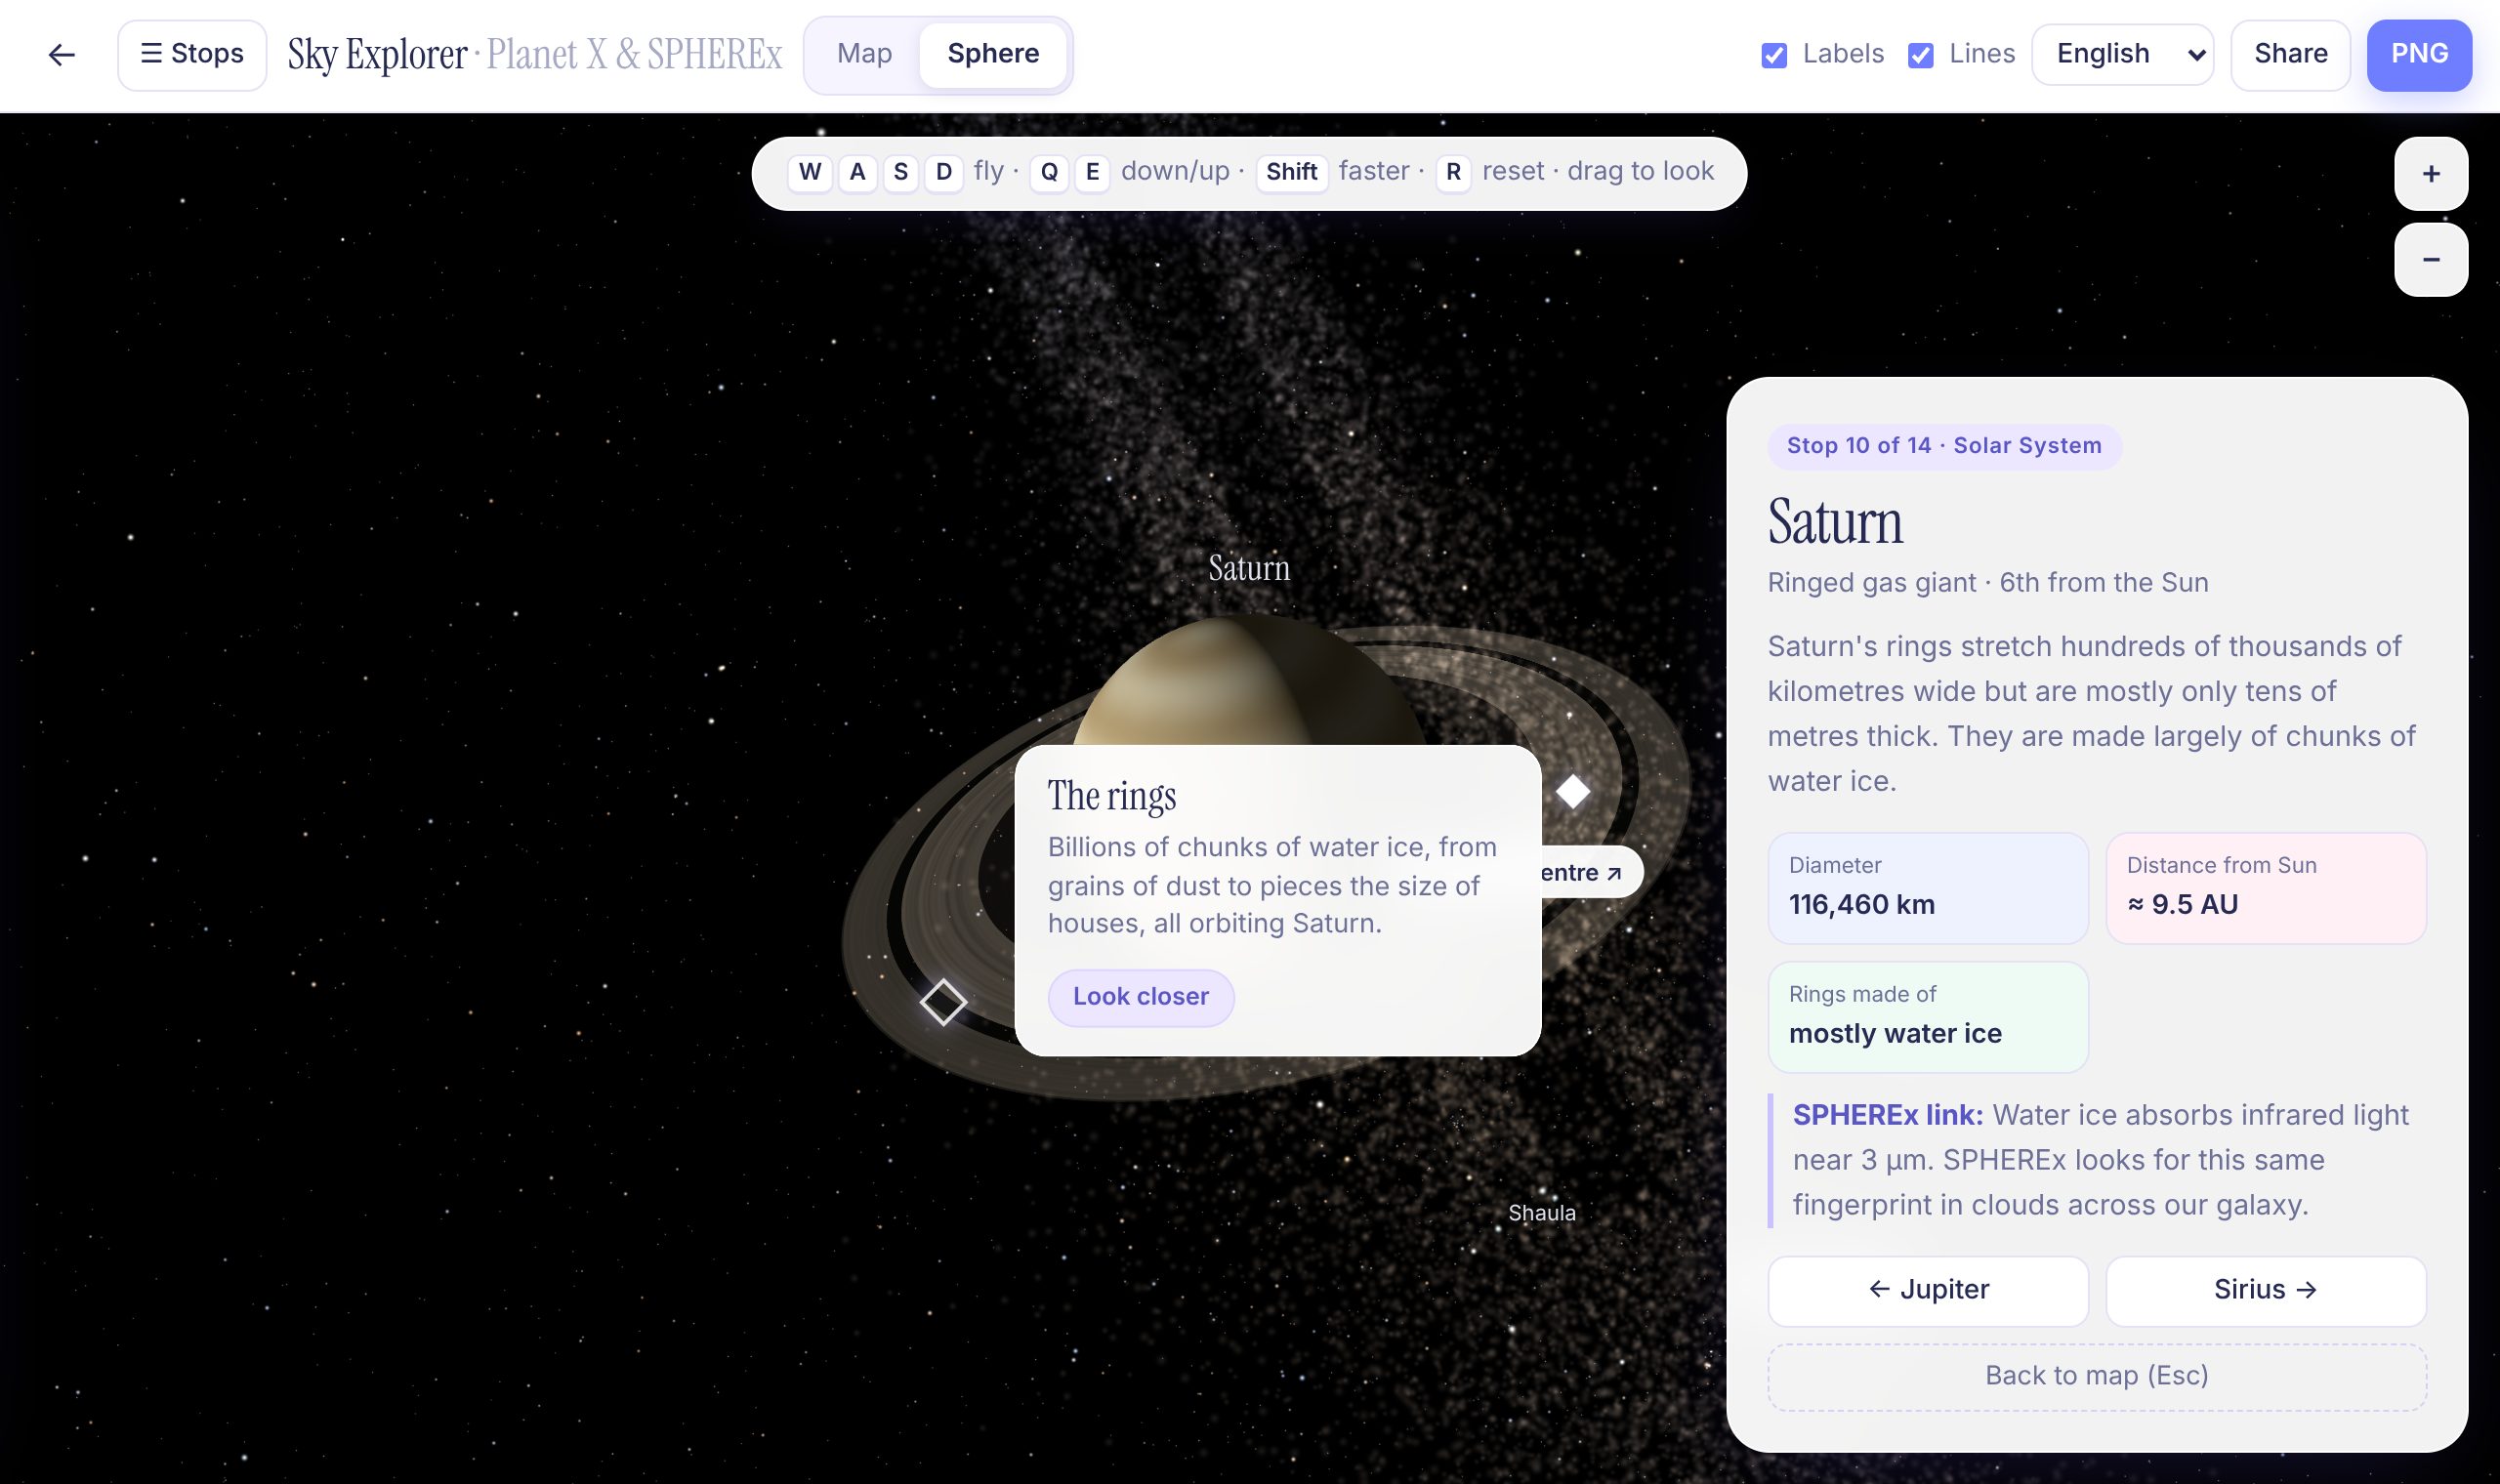 ← ☰ Stops Sky Explorer · Planet X & SPHEREx Map Sphere Labels Lines English Share PNG
W A S D fly · Q E down/up · Shift faster · R reset · drag to look
+
−
Saturn
The rings
Billions of chunks of water ice, from
grains of dust to pieces the size of
houses, all orbiting Saturn.
Look closer
entre ↗
Shaula
Stop 10 of 14 · Solar System
Saturn
Ringed gas giant · 6th from the Sun
Saturn's rings stretch hundreds of thousands of
kilometres wide but are mostly only tens of
metres thick. They are made largely of chunks of
water ice.
Diameter
116,460 km
Distance from Sun
≈ 9.5 AU
Rings made of
mostly water ice
SPHEREx link: Water ice absorbs infrared light
near 3 µm. SPHEREx looks for this same
fingerprint in clouds across our galaxy.
← Jupiter
Sirius →
Back to map (Esc)